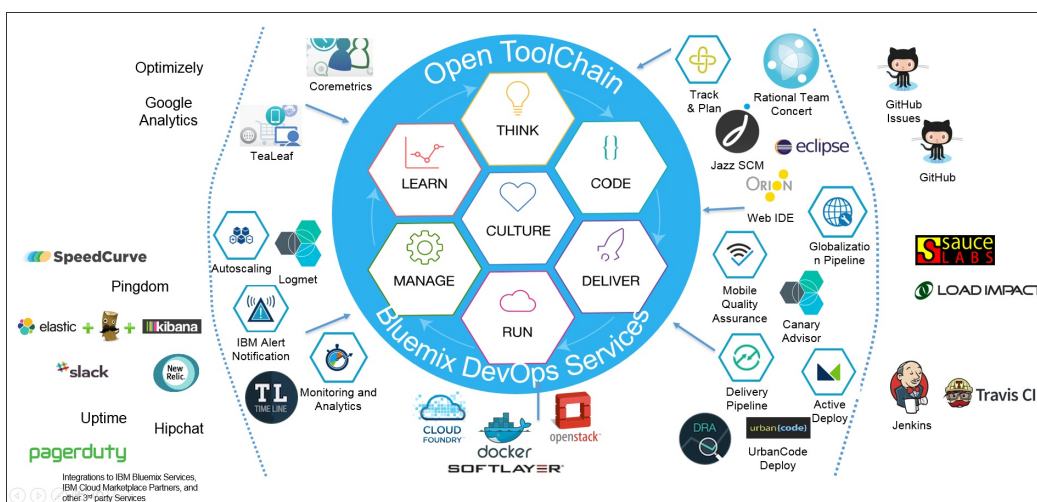 Open ToolChain
Bluemix DevOps Services
THINK
CODE
DELIVER
RUN
MANAGE
LEARN
CULTURE
Optimizely
Google
Analytics
Coremetrics
TeaLeaf
Autoscaling
Logmet
IBM Alert
Notification
TL
TIME LINE
Monitoring and
Analytics
SpeedCurve
Pingdom
elastic + + kibana
slack
New
Relic.
Uptime
Hipchat
pagerduty
Integrations to IBM Bluemix Services,
IBM Cloud Marketplace Partners, and
other 3rd party Services
CLOUD
FOUNDRY
docker
openstack
SOFTLAYER
Track
& Plan
Rational Team
Concert
Jazz SCM
eclipse
ORION
Web IDE
Globalizatio
n Pipeline
Mobile
Quality
Assurance
Canary
Advisor
Delivery
Pipeline
Active
Deploy
DRA
urban{code}
UrbanCode
Deploy
GitHub
Issues
GitHub
SAUCE
LABS
LOAD IMPACT
Jenkins
Travis CI